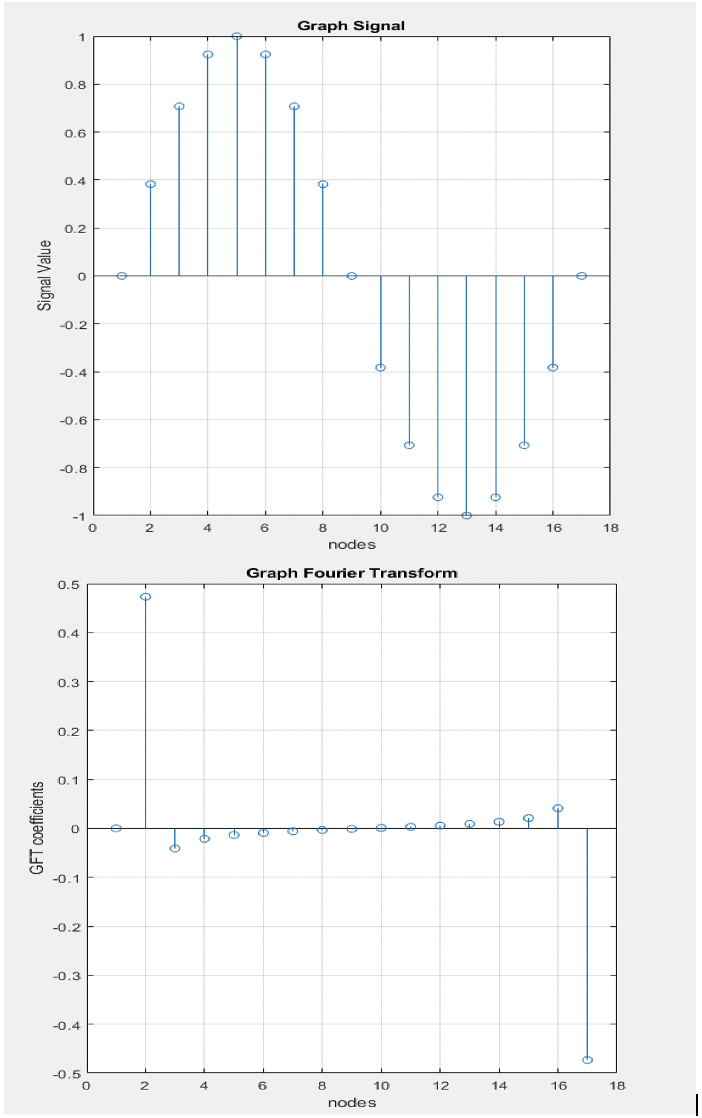 Graph Signal
1
0.8
0.6
0.4
0.2
0
-0.2
-0.4
-0.6
-0.8
-1
Signal Value
0 2 4 6 8 10 12 14 16 18
nodes
Graph Fourier Transform
0.5
0.4
0.3
0.2
0.1
0
-0.1
-0.2
-0.3
-0.4
-0.5
GFT coefficients
0 2 4 6 8 10 12 14 16 18
nodes